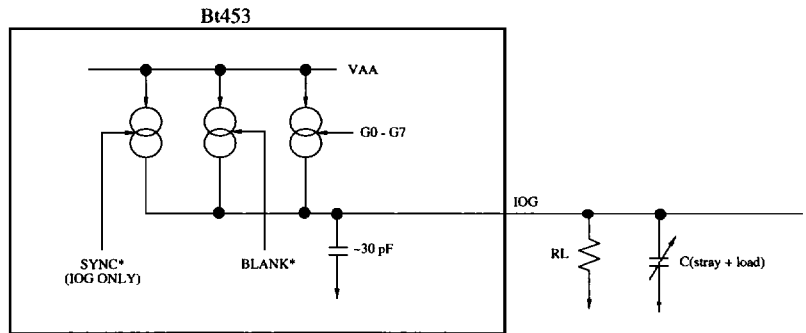 Bt453
VAA
G0 - G7
IOG
SYNC*
(IOG ONLY)
BLANK*
~30 pF
RL
C(stray + load)